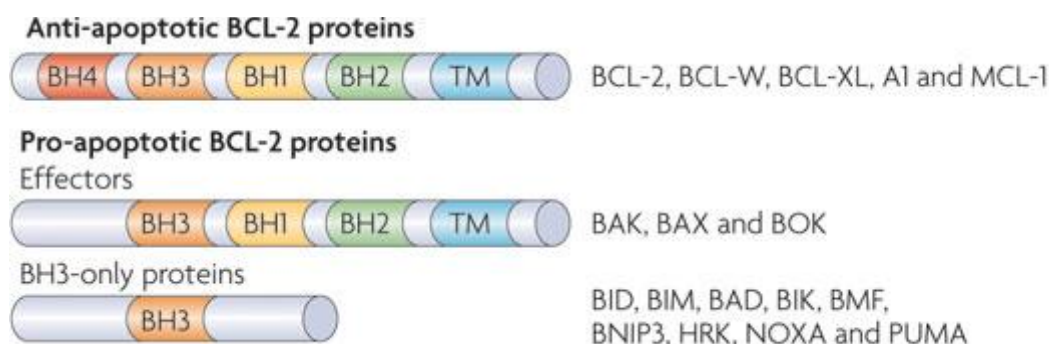 Anti-apoptotic BCL-2 proteins
BH4 BH3 BH1 BH2 TM BCL-2, BCL-W, BCL-XL, A1 and MCL-1
Pro-apoptotic BCL-2 proteins
Effectors
BH3 BH1 BH2 TM BAK, BAX and BOK
BH3-only proteins
BH3 BID, BIM, BAD, BIK, BMF,
BNIP3, HRK, NOXA and PUMA